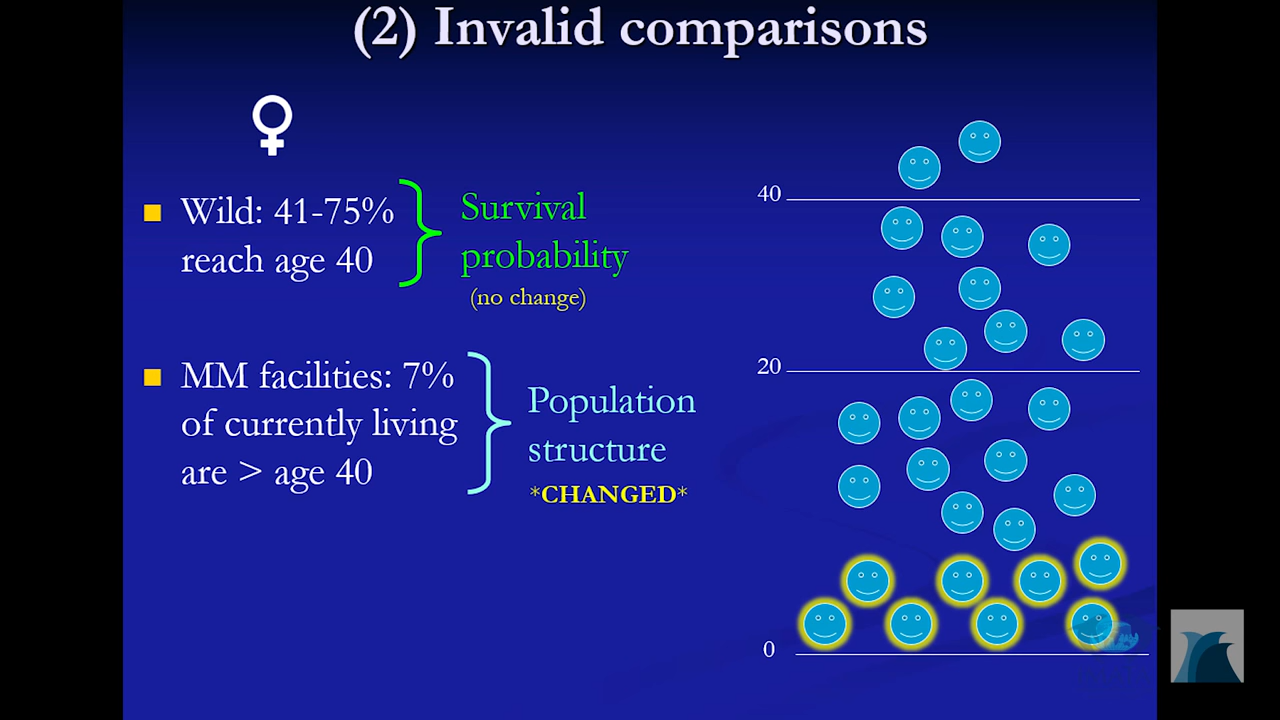 (2) Invalid comparisons
Wild: 41-75%
reach age 40
Survival
probability
(no change)
MM facilities: 7%
of currently living
are > age 40
Population
structure
*CHANGED*
40
20
0